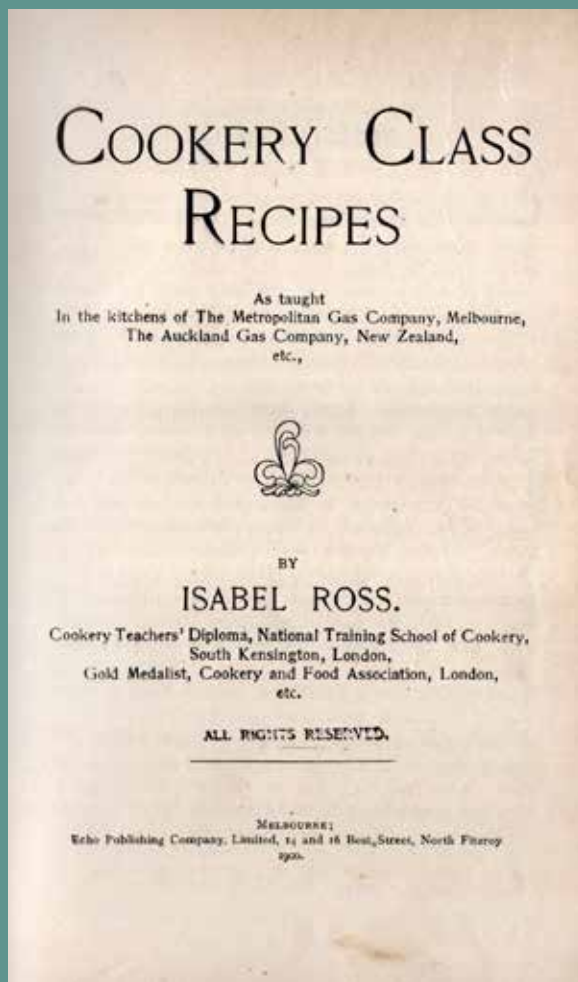 COOKERY CLASS
RECIPES
As taught
In the kitchens of The Metropolitan Gas Company, Melbourne,
The Auckland Gas Company, New Zealand,
etc.,
BY
ISABEL ROSS.
Cookery Teachers' Diploma, National Training School of Cookery,
South Kensington, London,
Gold Medalist, Cookery and Food Association, London,
etc.
ALL RIGHTS RESERVED.
MELBOURNE:
Echo Publishing Company, Limited, 14 and 16 Best Street, North Fitzroy
1900.